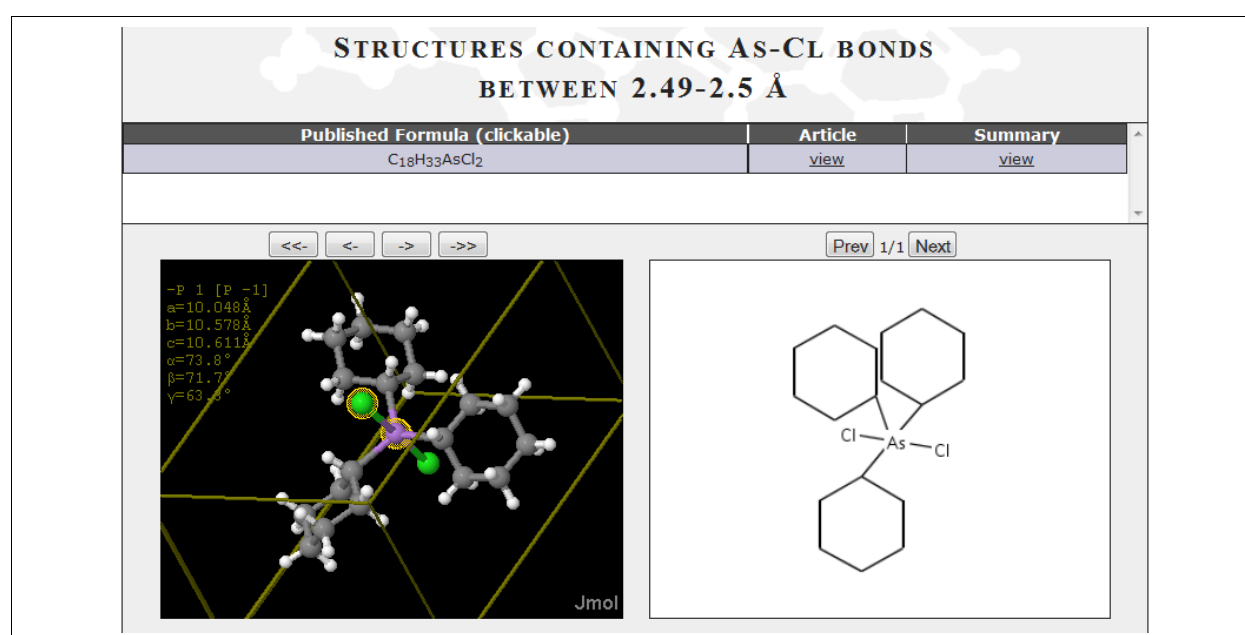 STRUCTURES CONTAINING AS-CL BONDS
BETWEEN 2.49-2.5 Å
Published Formula (clickable) Article Summary
C₁₈H₃₃AsCl₂ view view
<<- <- -> ->> Prev 1/1 Next
-P 1 [P -1]
a=10.048Å
b=10.578Å
c=10.611Å
α=73.8°
β=71.7°
γ=63.3°
Jmol
Cl As Cl